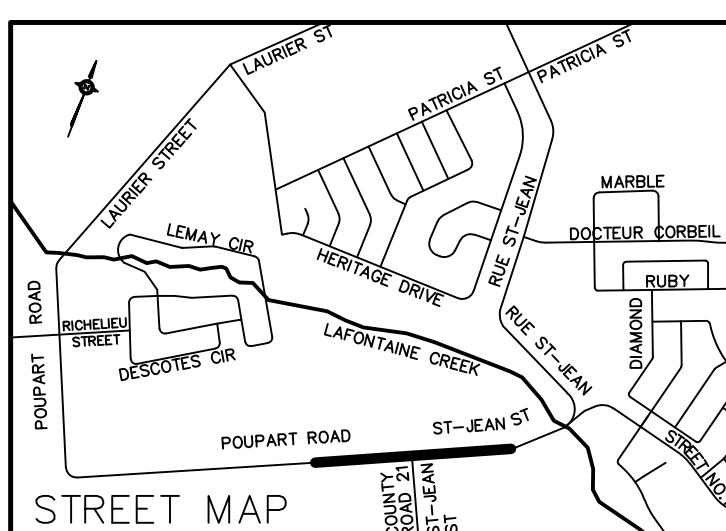 LAURIER ST
PATRICIA ST
PATRICIA ST
LAURIER STREET
MARBLE
LEMAY CIR
RUE ST-JEAN
DOCTEUR CORBEIL
HERITAGE DRIVE
RUBY
ROAD
RICHELIEU
STREET
POUPART
DESCOTES CIR
LAFONTAINE CREEK
RUE ST-JEAN
DIAMOND
POUPART ROAD
ST-JEAN ST
STREET NO.
ROAD 21
ST-JEAN
ST
STREET MAP